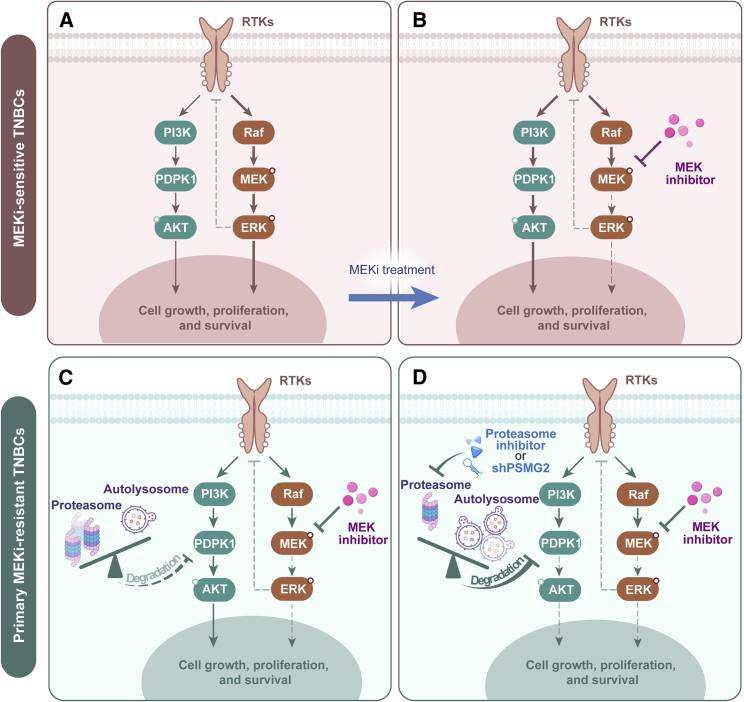 MEKi-sensitive TNBCs
A
RTKs
PI3K
Raf
PDPK1
MEK
AKT
ERK
Cell growth, proliferation,
and survival
MEKi treatment
B
RTKs
PI3K
Raf
PDPK1
MEK
MEK
inhibitor
AKT
ERK
Cell growth, proliferation,
and survival
Primary MEKi-resistant TNBCs
C
RTKs
Autolysosome
Proteasome
PI3K
Raf
MEK
inhibitor
PDPK1
MEK
Degradation
AKT
ERK
Cell growth, proliferation,
and survival
D
RTKs
Proteasome
inhibitor
or
shPSMG2
Proteasome
Autolysosome
PI3K
Raf
MEK
inhibitor
PDPK1
MEK
Degradation
AKT
ERK
Cell growth, proliferation,
and survival